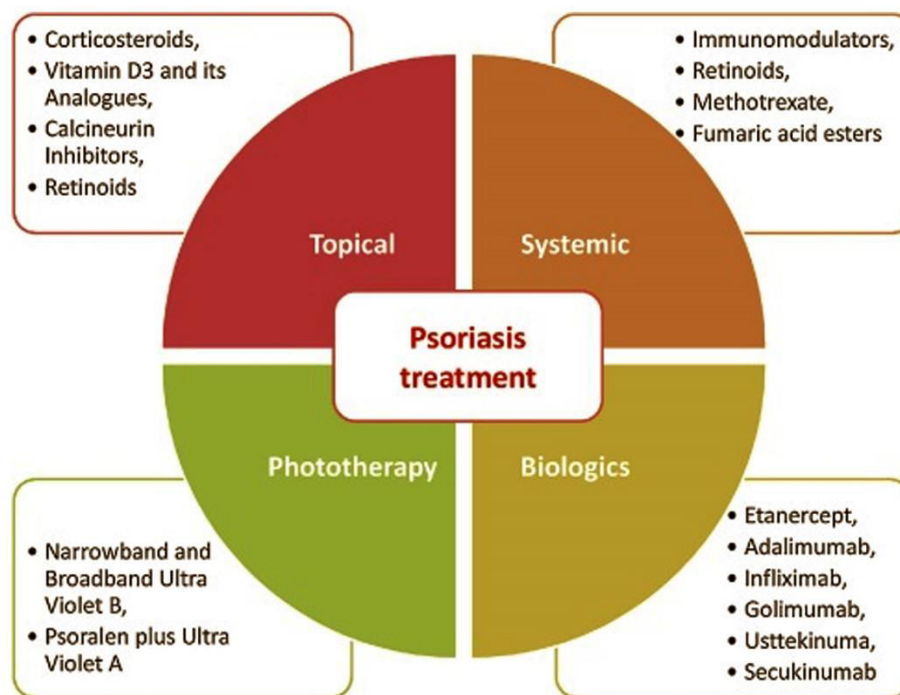 • Corticosteroids,
• Vitamin D3 and its
Analogues,
• Calcineurin
Inhibitors,
• Retinoids
• Immunomodulators,
• Retinoids,
• Methotrexate,
• Fumaric acid esters
Topical
Systemic
Psoriasis
treatment
Phototherapy
Biologics
• Narrowband and
Broadband Ultra
Violet B,
• Psoralen plus Ultra
Violet A
• Etanercept,
• Adalimumab,
• Infliximab,
• Golimumab,
• Usttekinuma,
• Secukinumab